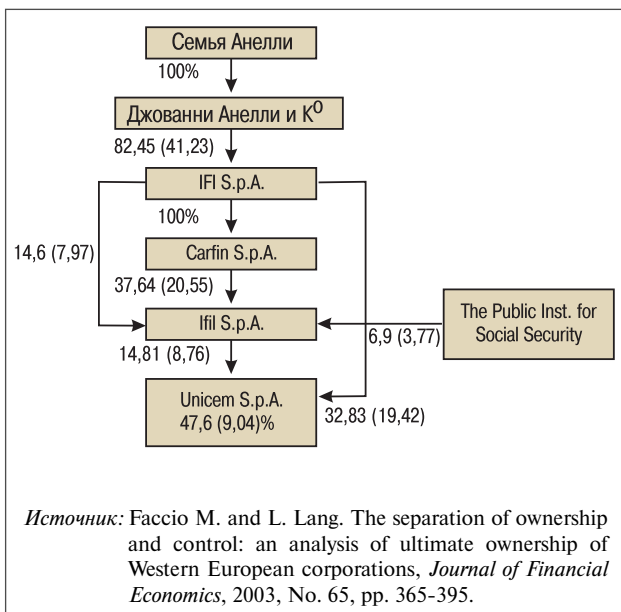 Семья Анелли
100%
Джованни Анелли и К⁰
82,45 (41,23)
IFI S.p.A.
100%
14,6 (7,97)
Carfin S.p.A.
37,64 (20,55)
The Public Inst. for
Social Security
Ifil S.p.A.
6,9 (3,77)
14,81 (8,76)
Unicem S.p.A.
47,6 (9,04)%
32,83 (19,42)
Источник: Faccio M. and L. Lang. The separation of ownership
and control: an analysis of ultimate ownership of
Western European corporations, Journal of Financial
Economics, 2003, No. 65, pp. 365-395.